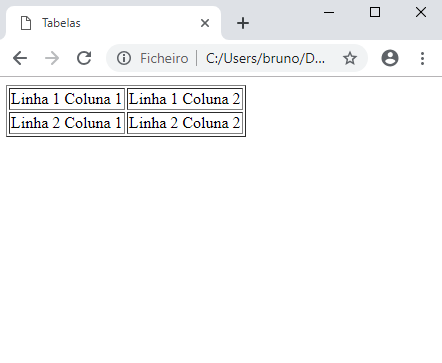 Tabelas
Ficheiro C:/Users/bruno/D...
Linha 1 Coluna 1 Linha 1 Coluna 2
Linha 2 Coluna 1 Linha 2 Coluna 2